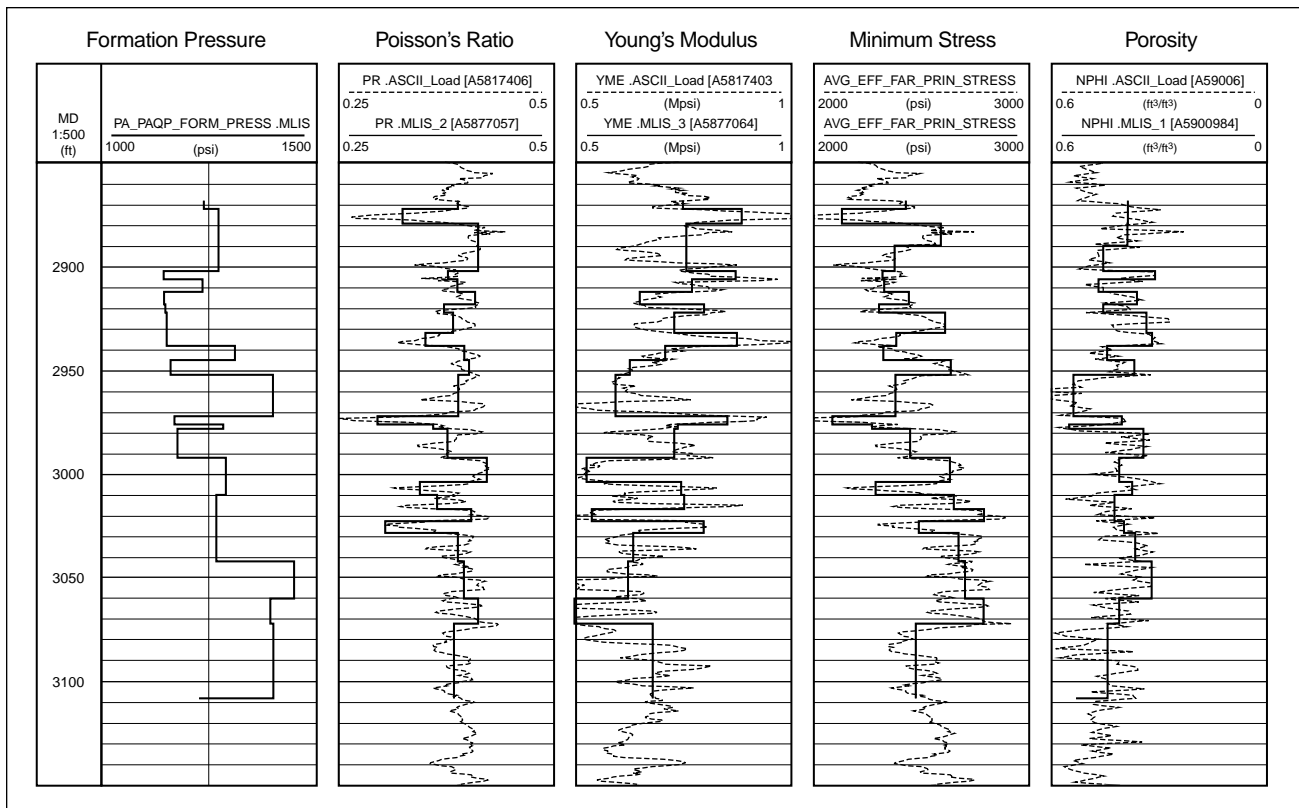 Formation Pressure Poisson's Ratio Young's Modulus Minimum Stress Porosity
PR .ASCII_Load [A5817406] YME .ASCII_Load [A5817403 AVG_EFF_FAR_PRIN_STRESS NPHI .ASCII_Load [A59006]
0.25 0.5 0.5 (Mpsi) 1 2000 (psi) 3000 0.6 (ft³/ft³) 0
MD
1:500
(ft)
PA_PAQP_FORM_PRESS .MLIS PR .MLIS_2 [A5877057] YME .MLIS_3 [A5877064] AVG_EFF_FAR_PRIN_STRESS NPHI .MLIS_1 [A5900984]
1000 (psi) 1500 0.25 0.5 0.5 (Mpsi) 1 2000 (psi) 3000 0.6 (ft³/ft³) 0
2900
2950
3000
3050
3100